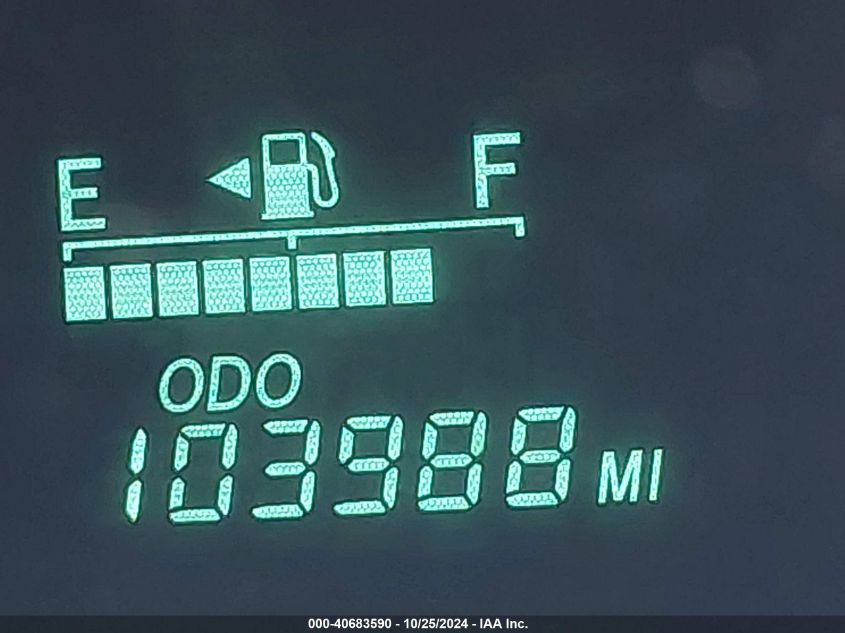 E F
ODO
103988 MI
000-40683590 - 10/25/2024 - IAA Inc.